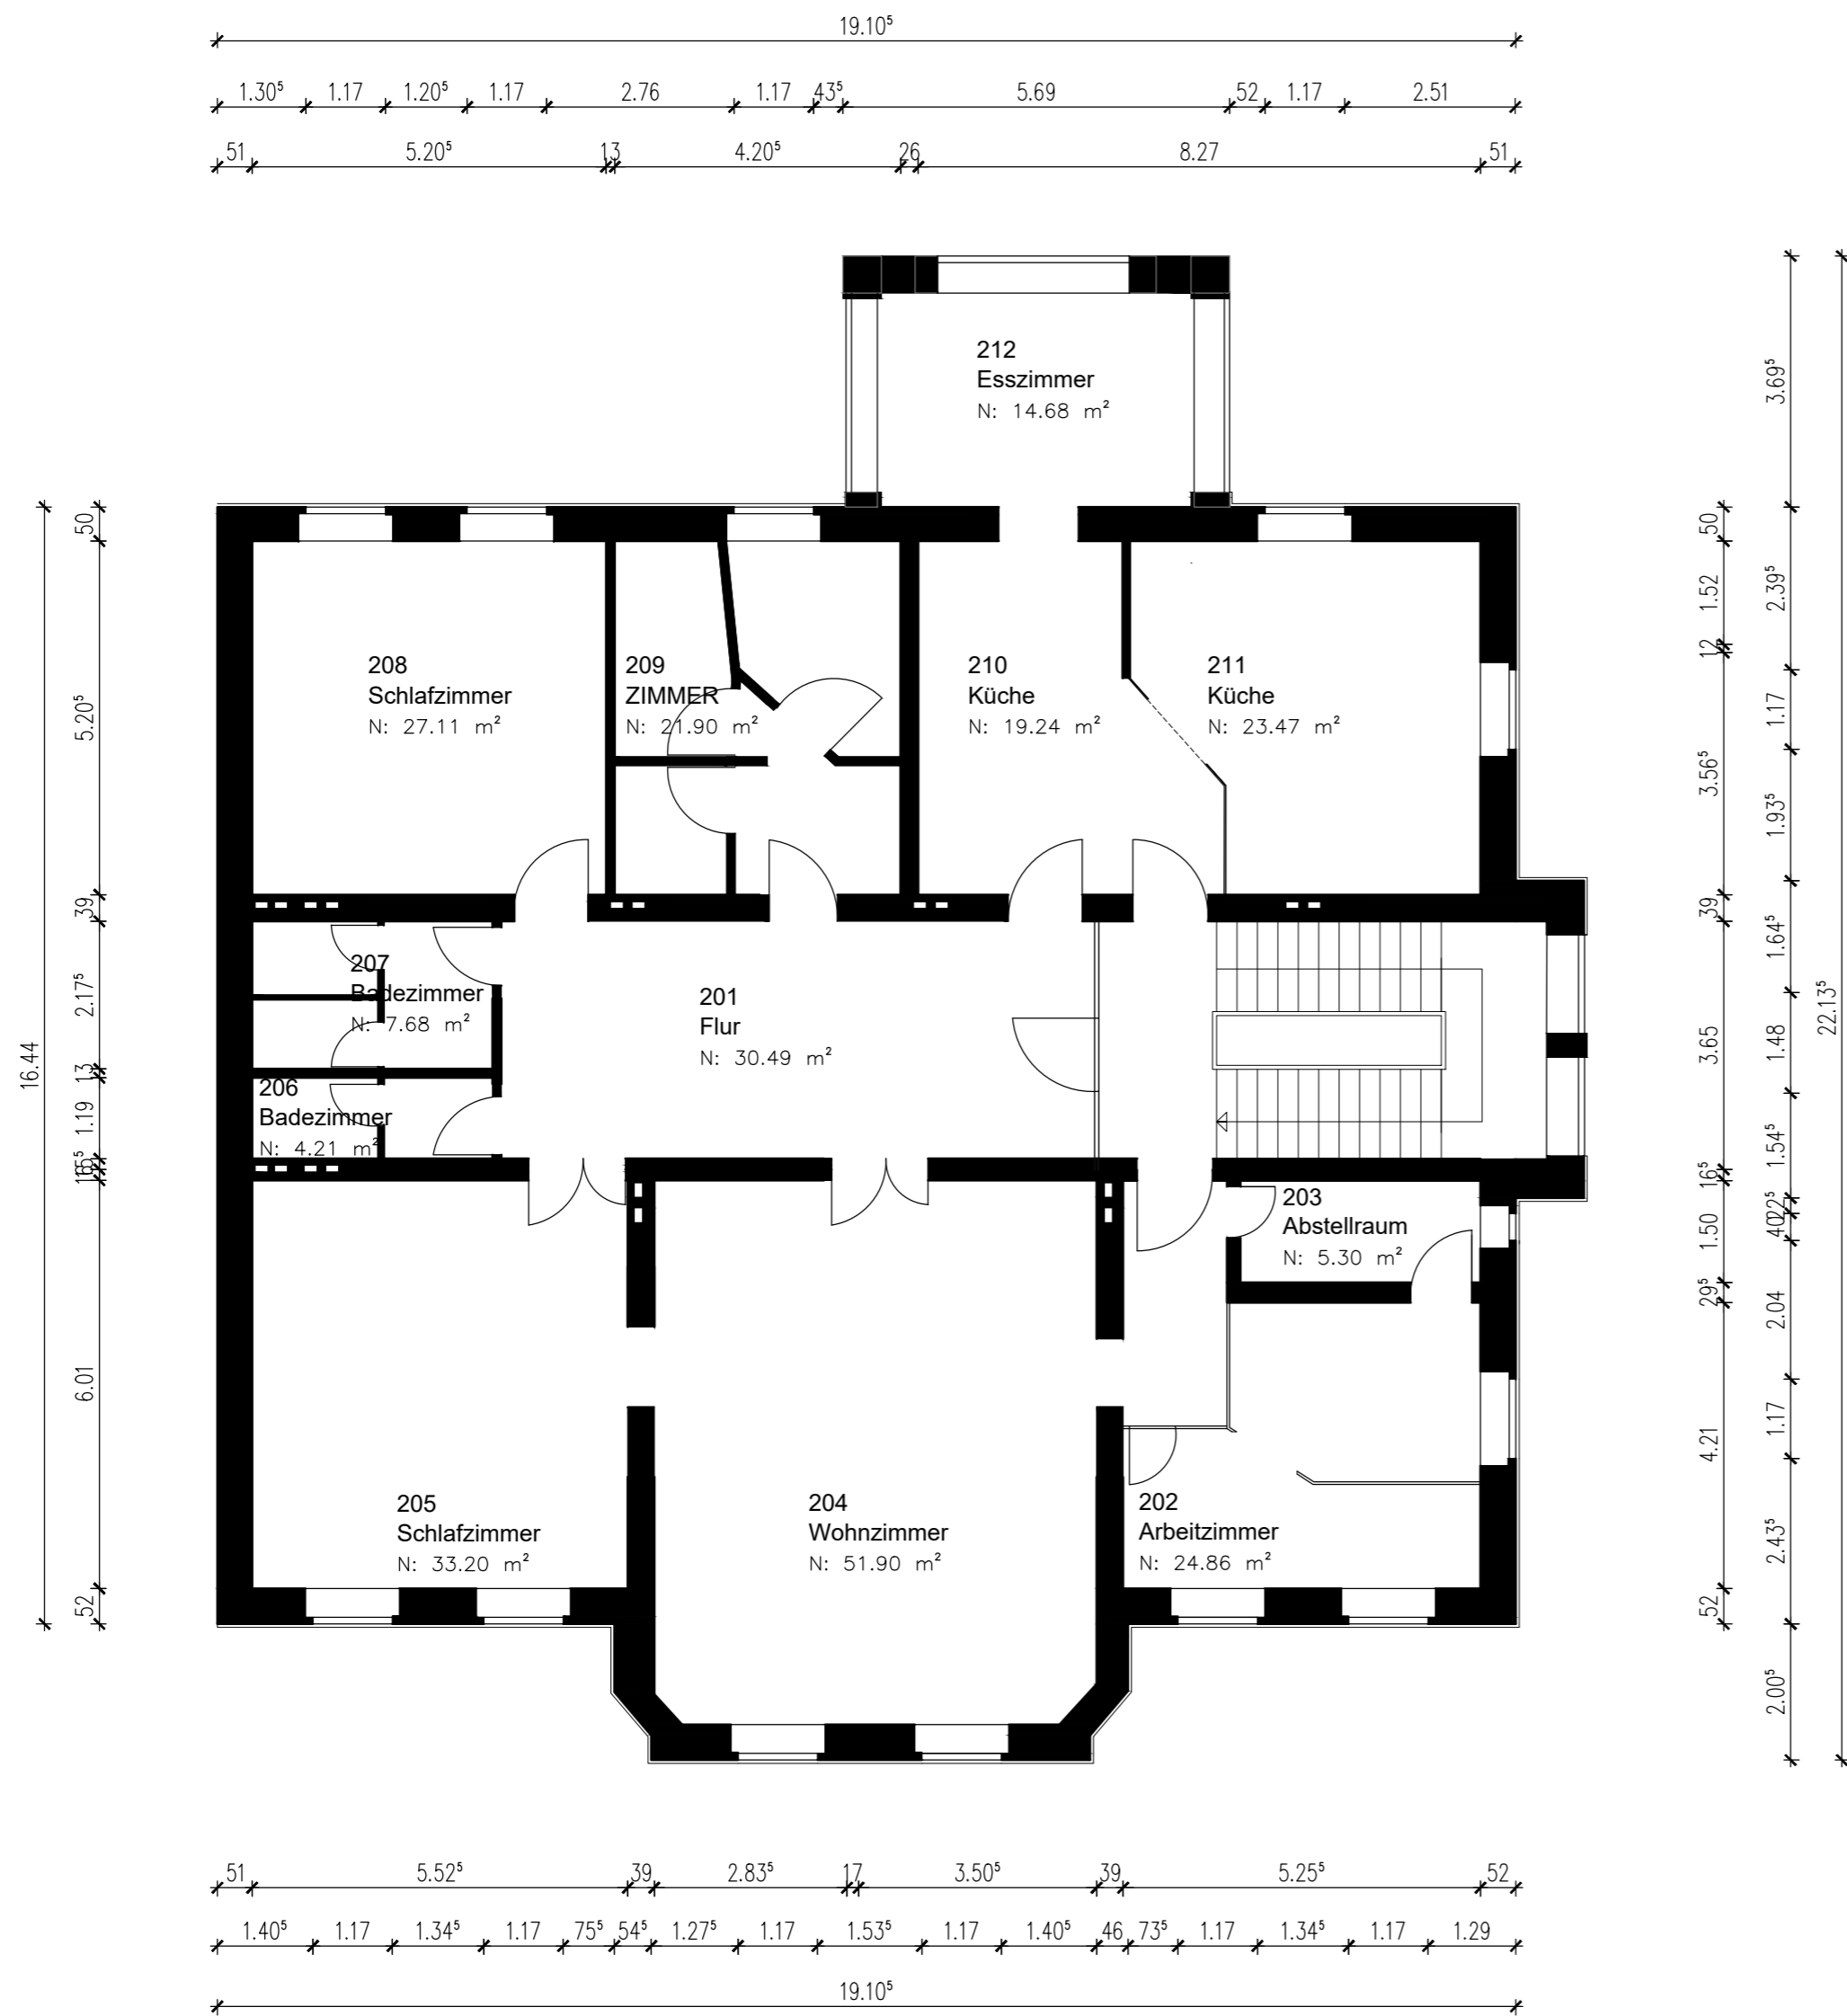 19.10⁵
1.30⁵ 1.17 1.20⁵ 1.17 2.76 1.17 43⁵ 5.69 52 1.17 2.51
51 5.20⁵ 13 4.20⁵ 26 8.27 51
212
Esszimmer
N: 14.68 m²
208
Schlafzimmer
N: 27.11 m²
209
ZIMMER
N: 21.90 m²
210
Küche
N: 19.24 m²
211
Küche
N: 23.47 m²
207
Badezimmer
N: 7.68 m²
201
Flur
N: 30.49 m²
206
Badezimmer
N: 4.21 m²
203
Abstellraum
N: 5.30 m²
205
Schlafzimmer
N: 33.20 m²
204
Wohnzimmer
N: 51.90 m²
202
Arbeitzimmer
N: 24.86 m²
16.44
50 5.20⁵ 39 2.17⁵ 13 1.19 6.01 52
50 1.52 12 3.56⁵ 39 3.65 16⁵ 1.50 29⁵ 4.21 52
3.69⁵ 2.39⁵ 1.17 1.93⁵ 1.64⁵ 1.48 1.54⁵ 22⁵ 40 2.04 1.17 2.43⁵ 2.00⁵
22.13⁵
51 5.52⁵ 39 2.83⁵ 17 3.50⁵ 39 5.25⁵ 52
1.40⁵ 1.17 1.34⁵ 1.17 75⁵ 54⁵ 1.27⁵ 1.17 1.53⁵ 1.17 1.40⁵ 46 73⁵ 1.17 1.34⁵ 1.17 1.29
19.10⁵